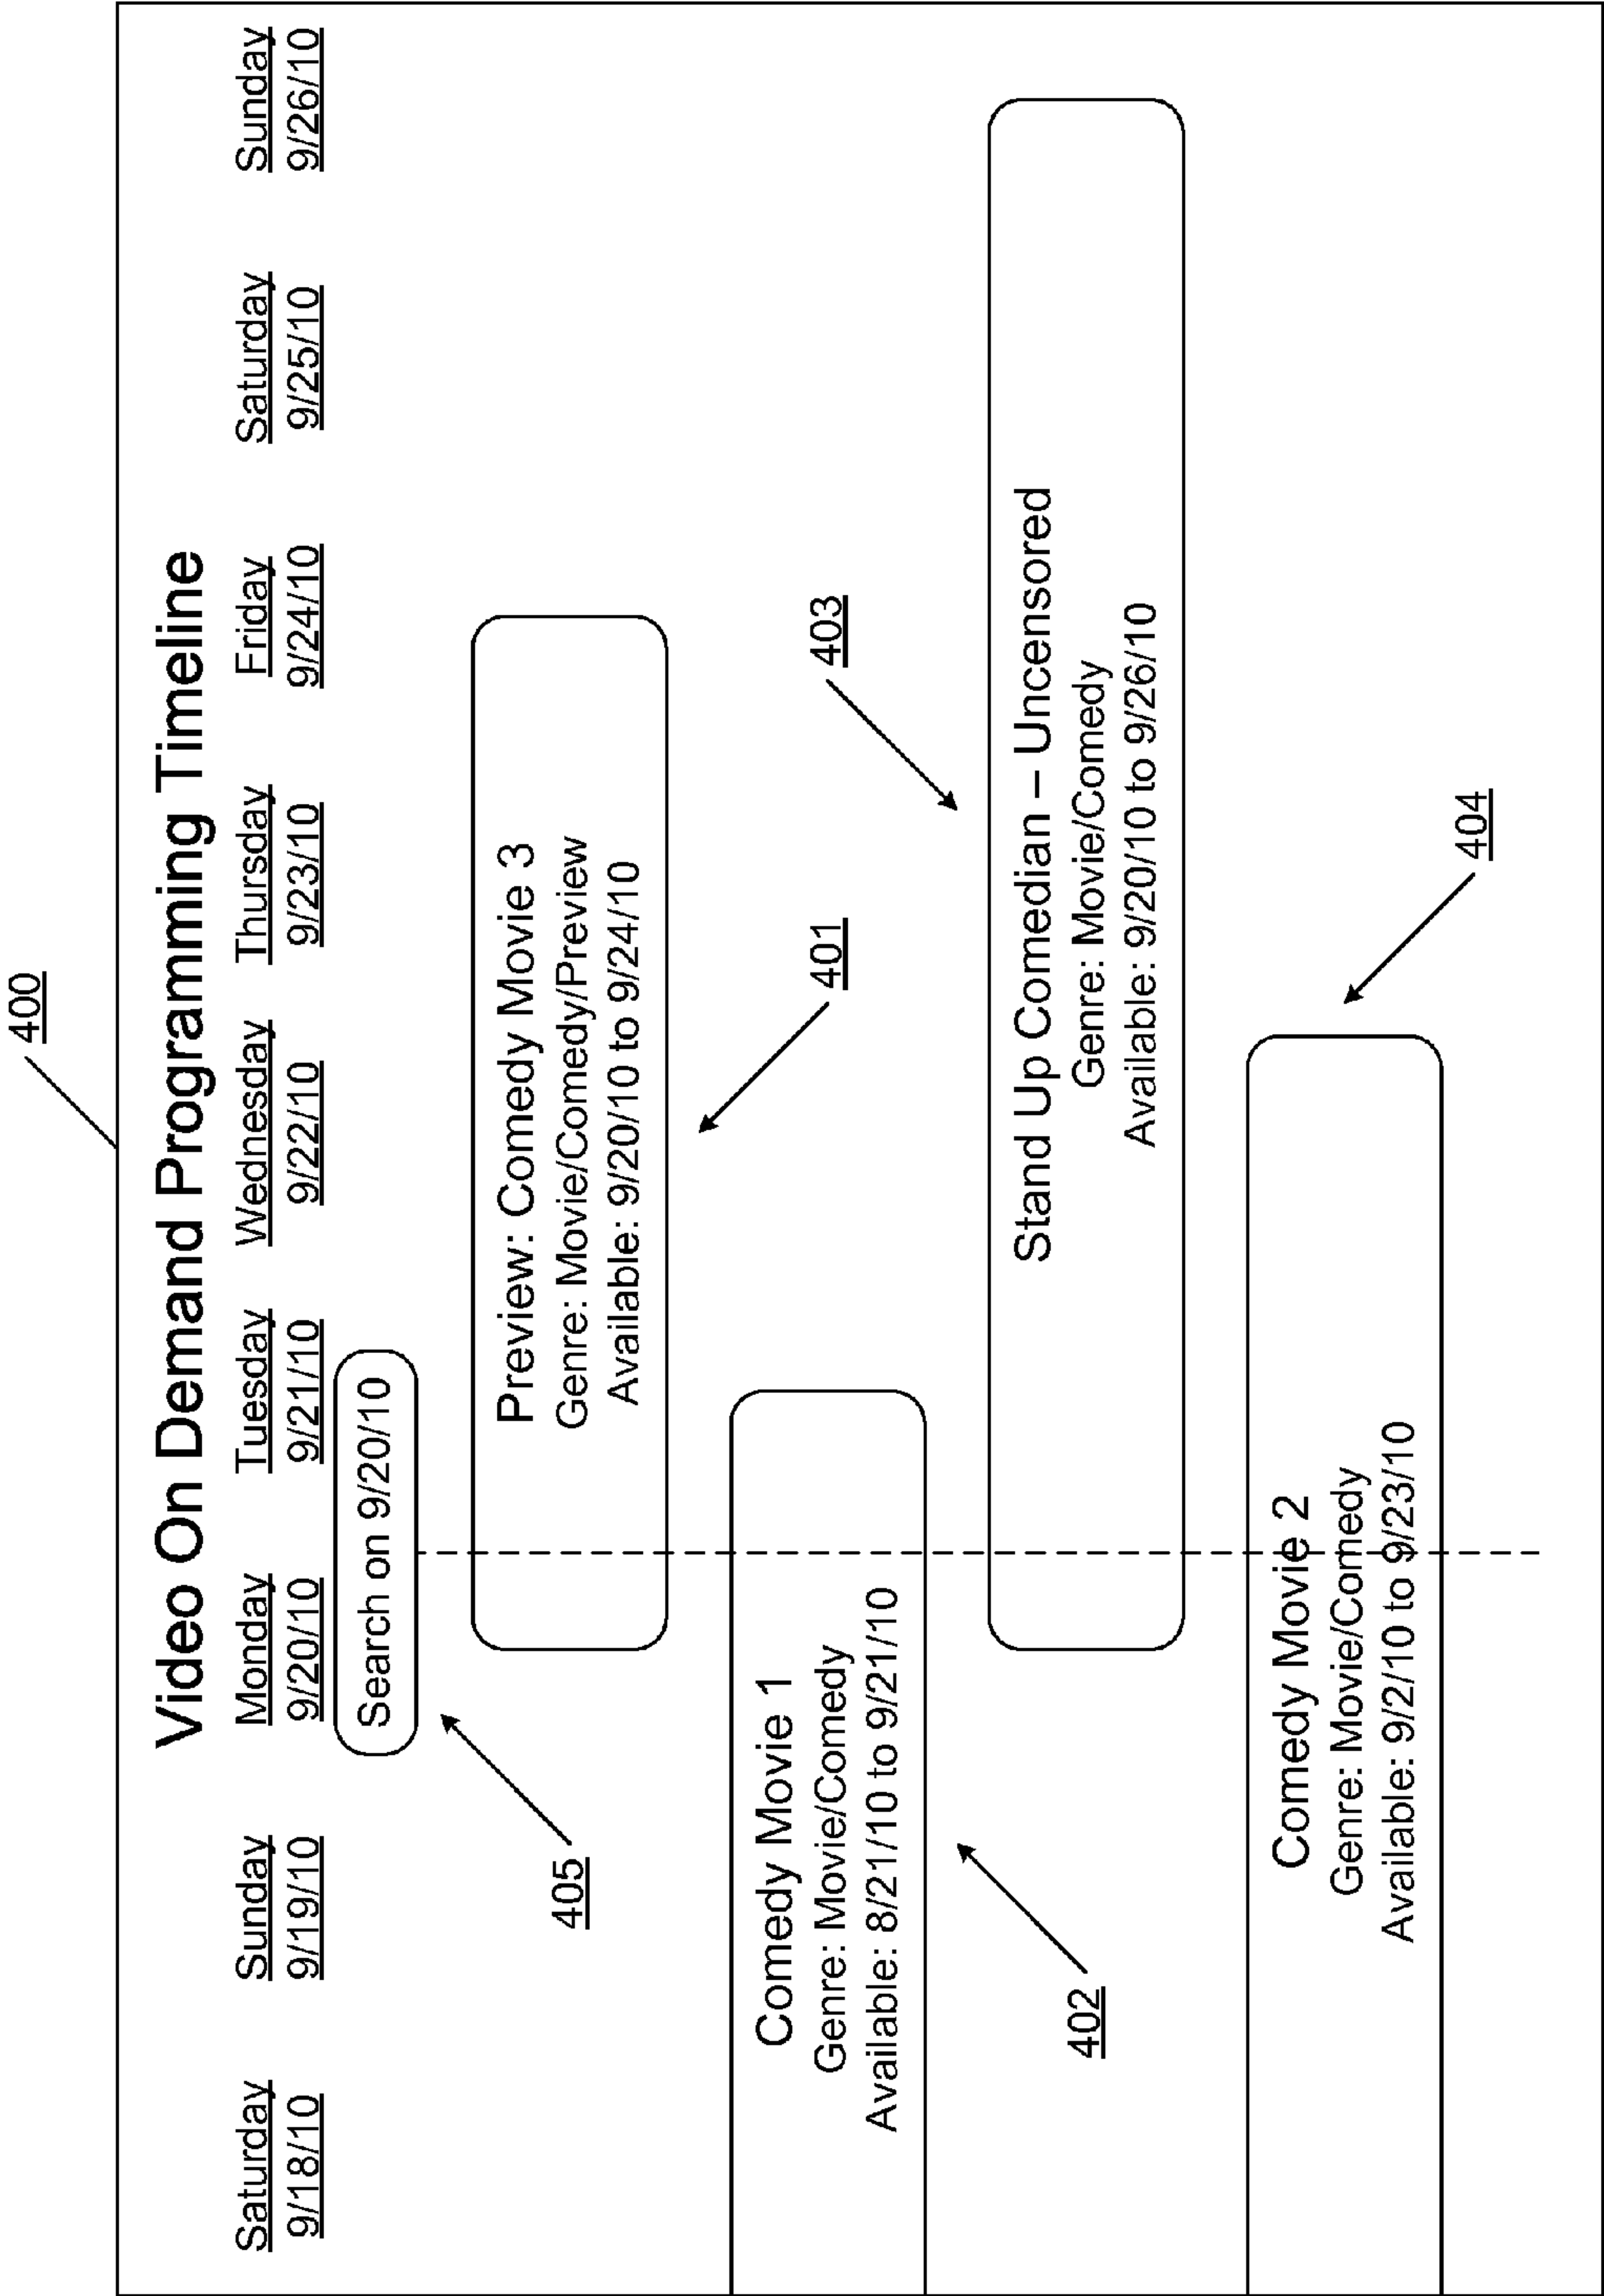 400
Video On Demand Programming Timeline
Saturday Sunday Monday Tuesday Wednesday Thursday Friday Saturday Sunday
9/18/10 9/19/10 9/20/10 9/21/10 9/22/10 9/23/10 9/24/10 9/25/10 9/26/10
Search on 9/20/10
405
Preview: Comedy Movie 3
Genre: Movie/Comedy/Preview
Available: 9/20/10 to 9/24/10
401
Comedy Movie 1
Genre: Movie/Comedy
Available: 8/21/10 to 9/21/10
402
403
Stand Up Comedian – Uncensored
Genre: Movie/Comedy
Available: 9/20/10 to 9/26/10
404
Comedy Movie 2
Genre: Movie/Comedy
Available: 9/2/10 to 9/23/10